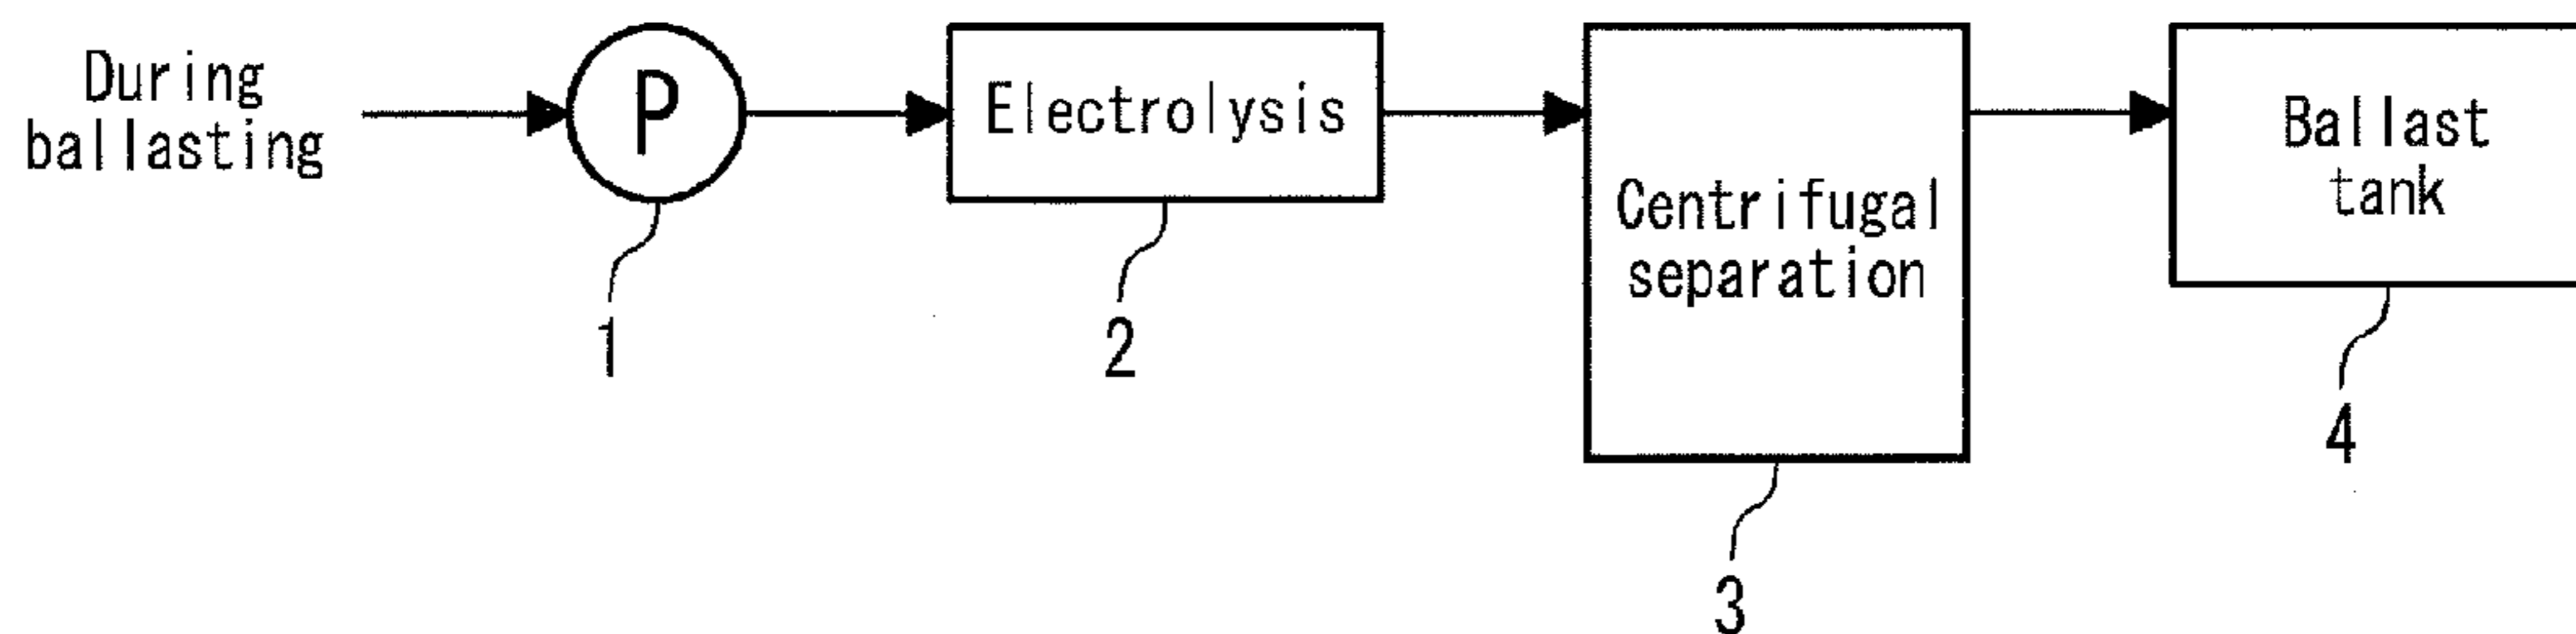 During
ballasting
P
Electrolysis
Centrifugal
separation
Ballast
tank
1
2
3
4